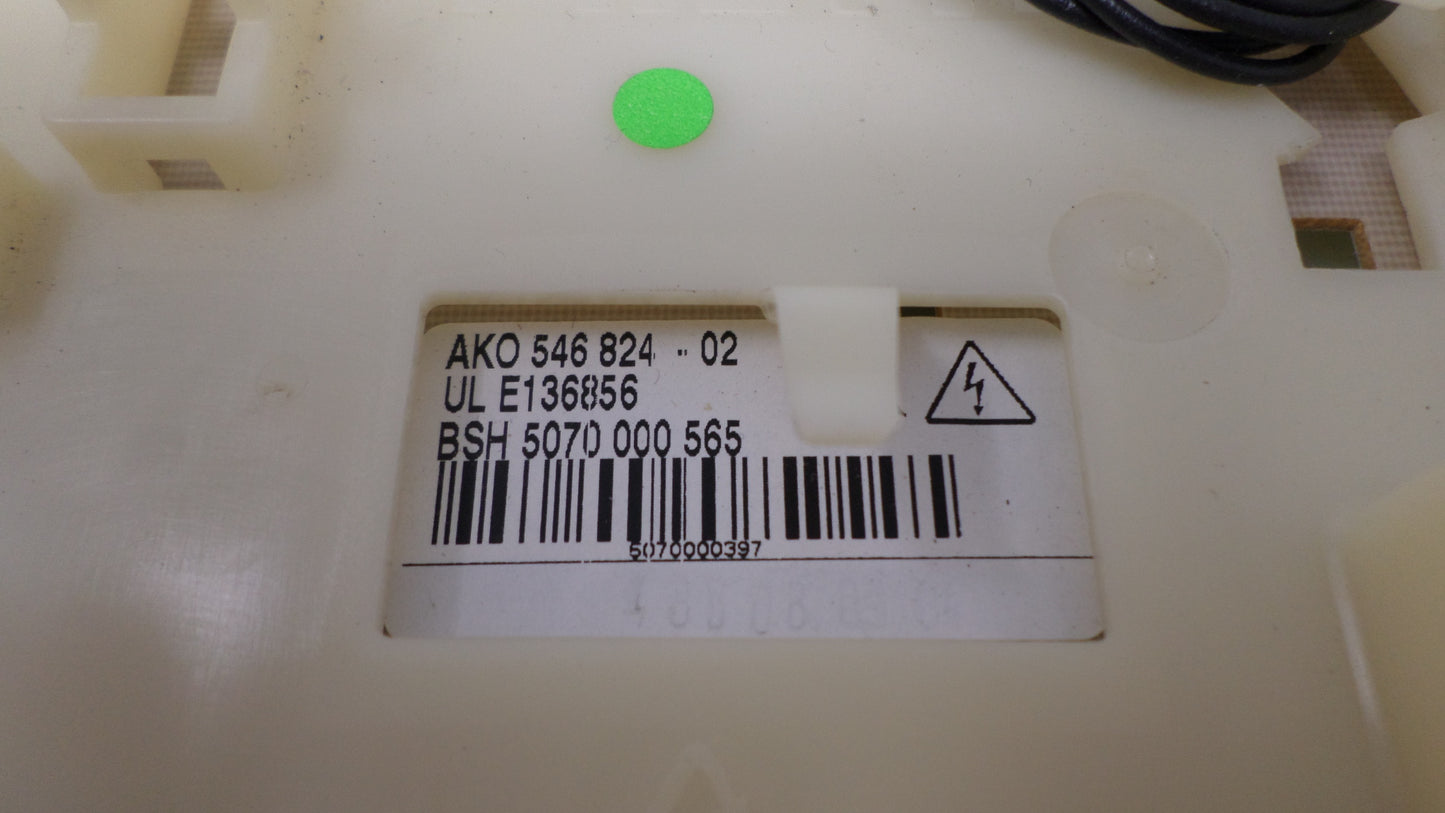 AKO 546 824 - 02
UL E136856
BSH 5070 000 565
5070000397